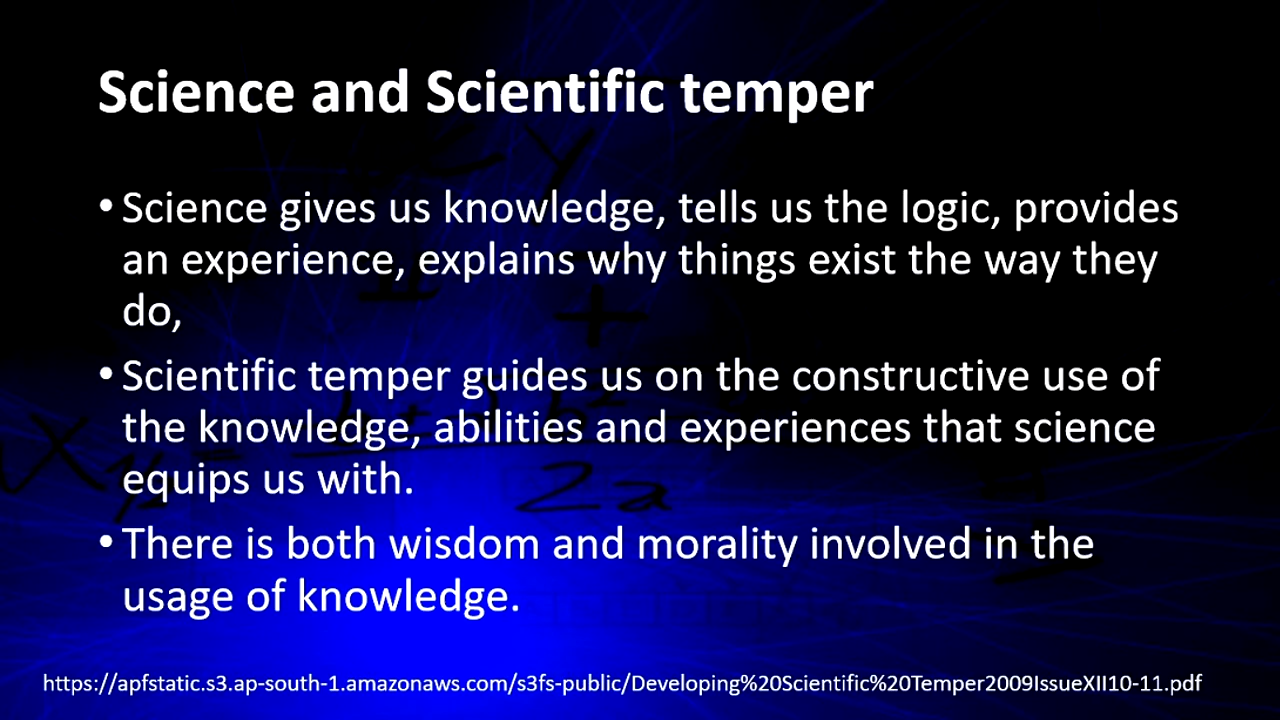 Science and Scientific temper
• Science gives us knowledge, tells us the logic, provides
an experience, explains why things exist the way they
do,
• Scientific temper guides us on the constructive use of
the knowledge, abilities and experiences that science
equips us with.
• There is both wisdom and morality involved in the
usage of knowledge.
https://apfstatic.s3.ap-south-1.amazonaws.com/s3fs-public/Developing%20Scientific%20Temper2009IssueXII10-11.pdf